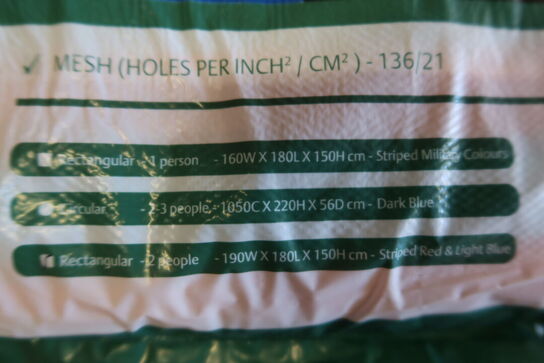 ✓ MESH (HOLES PER INCH² / CM² ) - 136/21
Rectangular - 1 person - 160W X 180L X 150H cm - Striped Military Colours
Circular - 2-3 people - 1050C X 220H X 56D cm - Dark Blue
Rectangular - 2 people - 190W X 180L X 150H cm - Striped Red & Light Blue